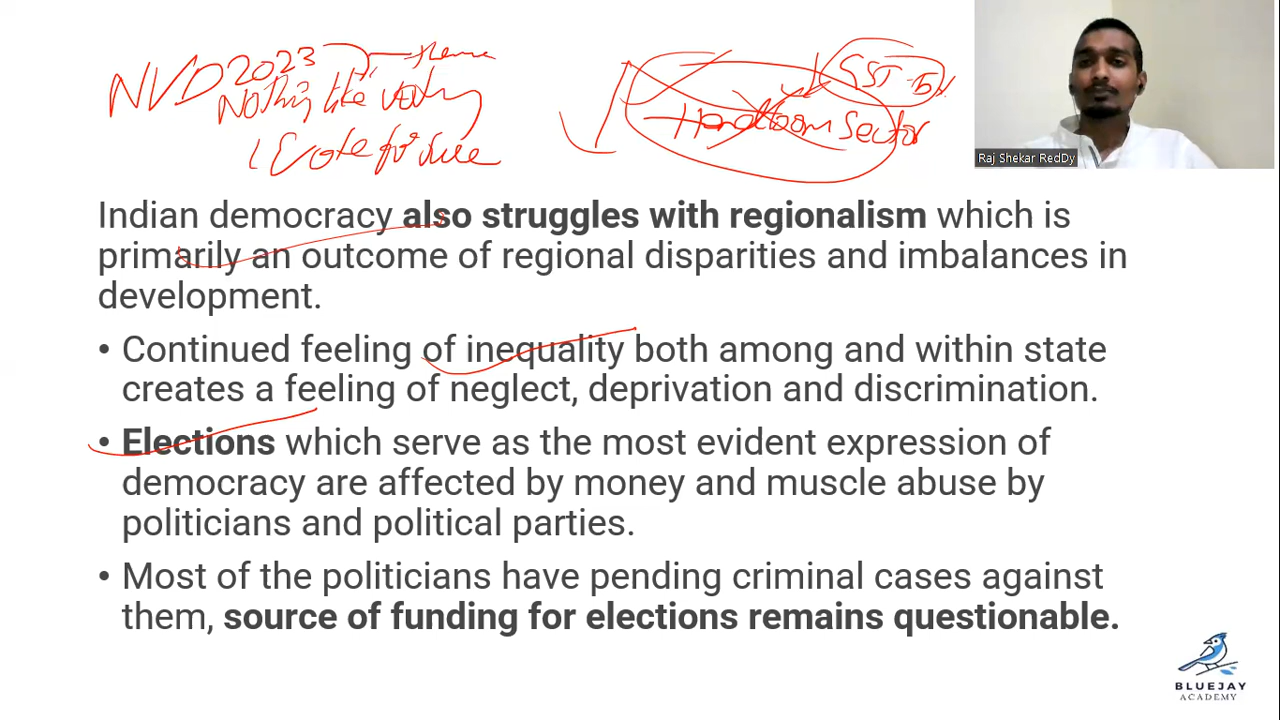 NVD 2023 theme
Nothing like voting
I vote for sure
GST - 5%
Handloom Sector
Raj Shekar RedDy
Indian democracy also struggles with regionalism which is
primarily an outcome of regional disparities and imbalances in
development.
• Continued feeling of inequality both among and within state
creates a feeling of neglect, deprivation and discrimination.
• Elections which serve as the most evident expression of
democracy are affected by money and muscle abuse by
politicians and political parties.
• Most of the politicians have pending criminal cases against
them, source of funding for elections remains questionable.
BLUEJAY
ACADEMY